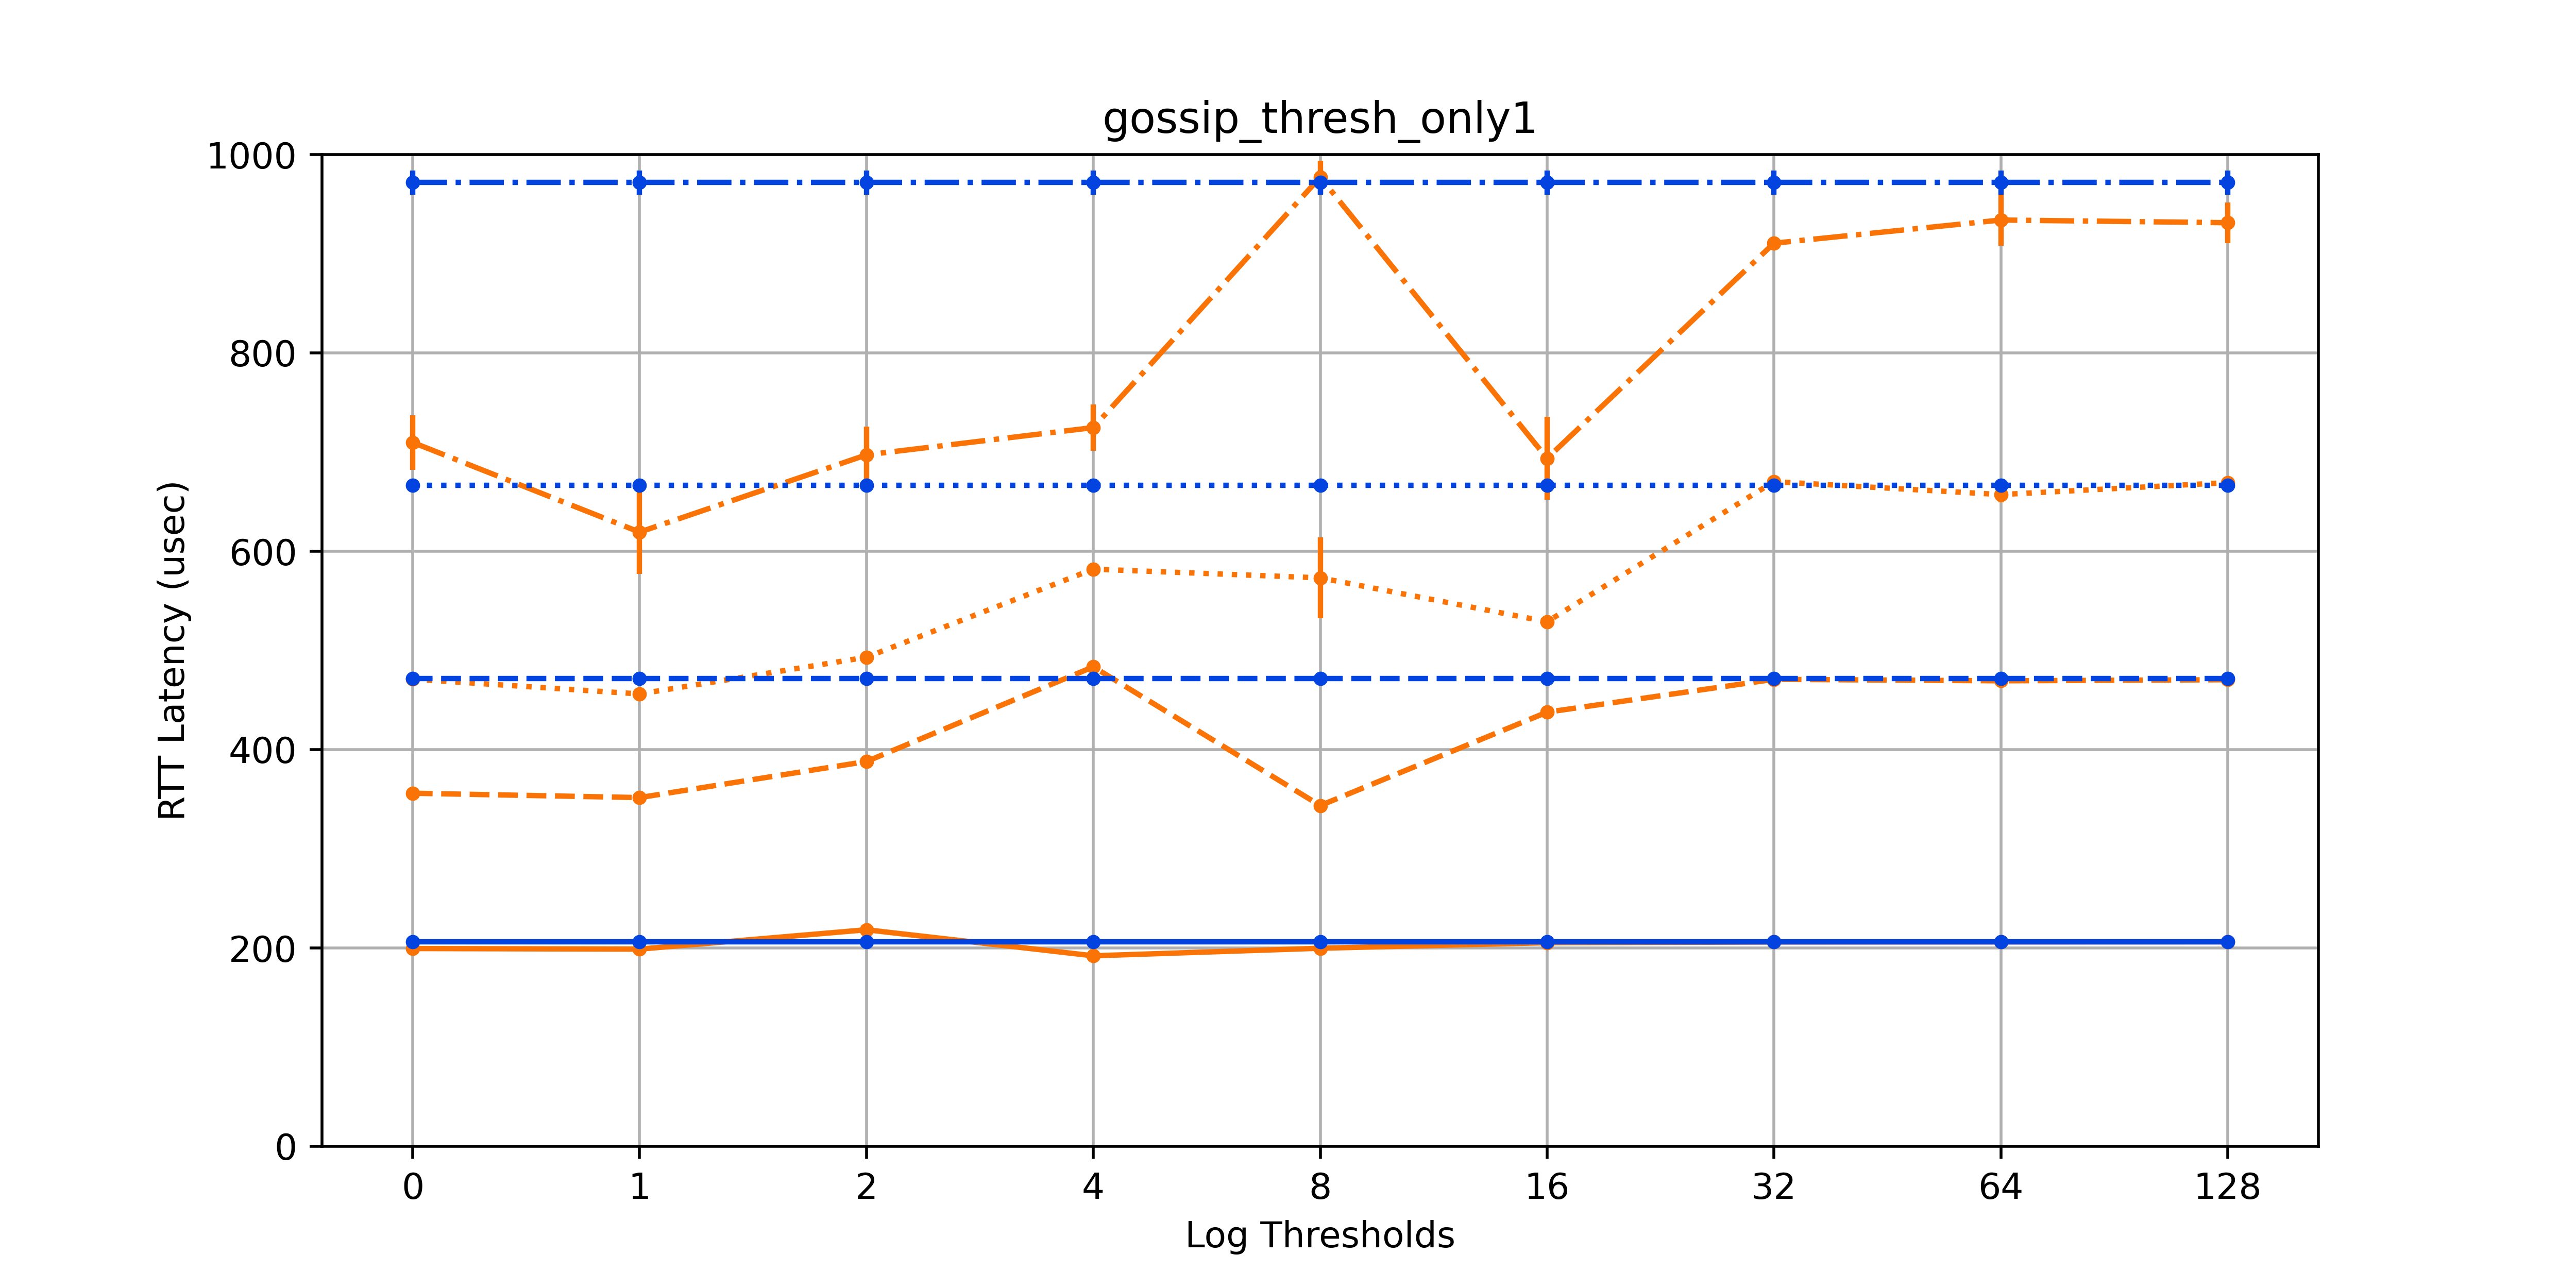 gossip_thresh_only1
1000
800
600
400
200
0
RTT Latency (usec)
0 1 2 4 8 16 32 64 128
Log Thresholds